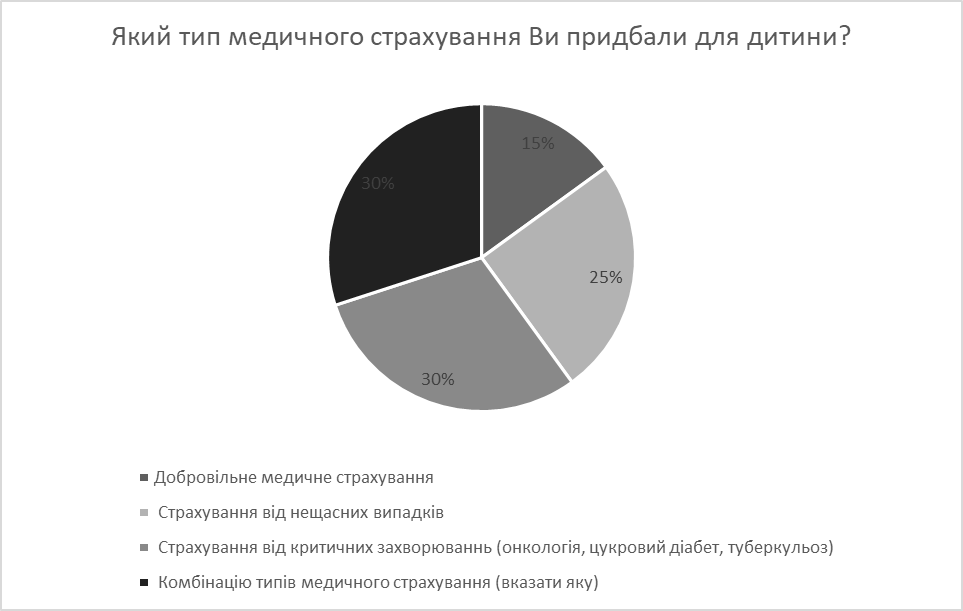 Який тип медичного страхування Ви придбали для дитини?
15%
30%
25%
30%
Добровільне медичне страхування
Страхування від нещасних випадків
Страхування від критичних захворюваннь (онкологія, цукровий діабет, туберкульоз)
Комбінацію типів медичного страхування (вказати яку)